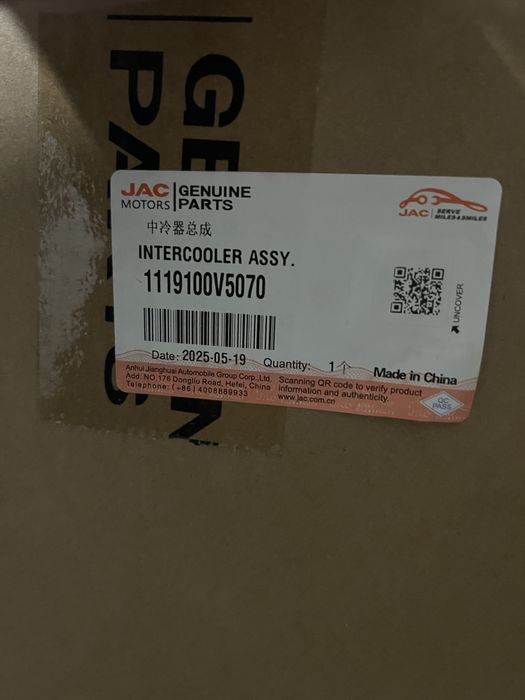 GENUINE
PARTS
JAC
MOTORS
GENUINE
PARTS
JAC
SERVE
MILES & SMILES
中冷器总成
INTERCOOLER ASSY.
1119100V5070
UNCOVER
Date: 2025-05-19
Quantity: 1
Made in China
Anhui Jianghuai Automobile Group Corp.,Ltd.
Add. NO.176 Dongliu Road, Hefei, China
Telephone: (+86) 4008889933
Scanning QR code to verify product
information and authenticity.
www.jac.com.cn
QC
PASS